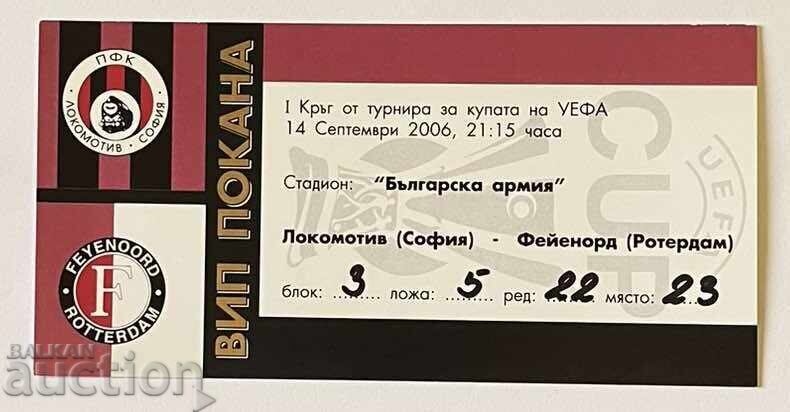 ПФК
ЛОКОМОТИВ • СОФИЯ
FEYENOORD
F
ROTTERDAM
ВИП ПОКАНА
I Кръг от турнира за купата на УЕФА
14 Септември 2006, 21:15 часа
Стадион: "Българска армия"
Локомотив (София) - Фейенорд (Ротердам)
блок: 3 ложа: 5 ред: 22 място: 23
UEFA
CUP
БАЛКАН
auction